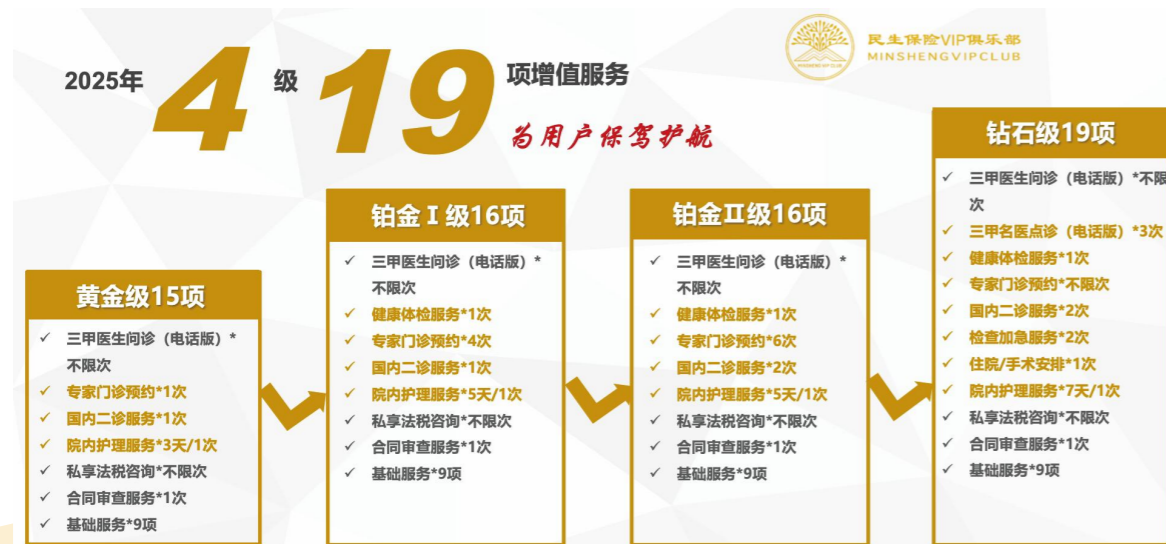 2025年 4 级 19 项增值服务
为用户保驾护航
民生保险VIP俱乐部
MINSHENGVIPCLUB
黄金级15项
✓ 三甲医生问诊（电话版）*
不限次
✓ 专家门诊预约*1次
✓ 国内二诊服务*1次
✓ 院内护理服务*3天/1次
✓ 私享法税咨询*不限次
✓ 合同审查服务*1次
✓ 基础服务*9项
铂金Ⅰ级16项
✓ 三甲医生问诊（电话版）*
不限次
✓ 健康体检服务*1次
✓ 专家门诊预约*4次
✓ 国内二诊服务*1次
✓ 院内护理服务*5天/1次
✓ 私享法税咨询*不限次
✓ 合同审查服务*1次
✓ 基础服务*9项
铂金Ⅱ级16项
✓ 三甲医生问诊（电话版）*
不限次
✓ 健康体检服务*1次
✓ 专家门诊预约*6次
✓ 国内二诊服务*2次
✓ 院内护理服务*5天/1次
✓ 私享法税咨询*不限次
✓ 合同审查服务*1次
✓ 基础服务*9项
钻石级19项
✓ 三甲医生问诊（电话版）*不限
次
✓ 三甲名医点诊（电话版）*3次
✓ 健康体检服务*1次
✓ 专家门诊预约*不限次
✓ 国内二诊服务*2次
✓ 检查加急服务*2次
✓ 住院/手术安排*1次
✓ 院内护理服务*7天/1次
✓ 私享法税咨询*不限次
✓ 合同审查服务*1次
✓ 基础服务*9项